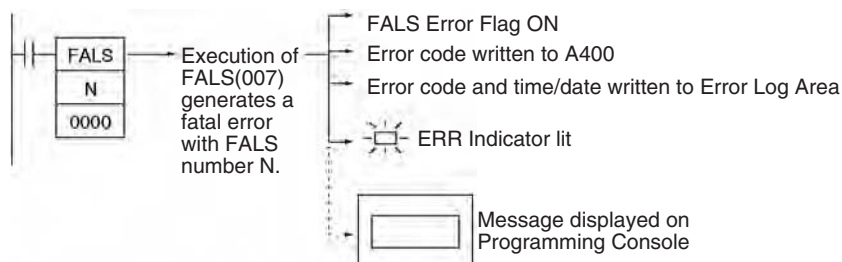 FALS
N
0000
Execution of
FALS(007)
generates a
fatal error
with FALS
number N.
FALS Error Flag ON
Error code written to A400
Error code and time/date written to Error Log Area
ERR Indicator lit
Message displayed on
Programming Console